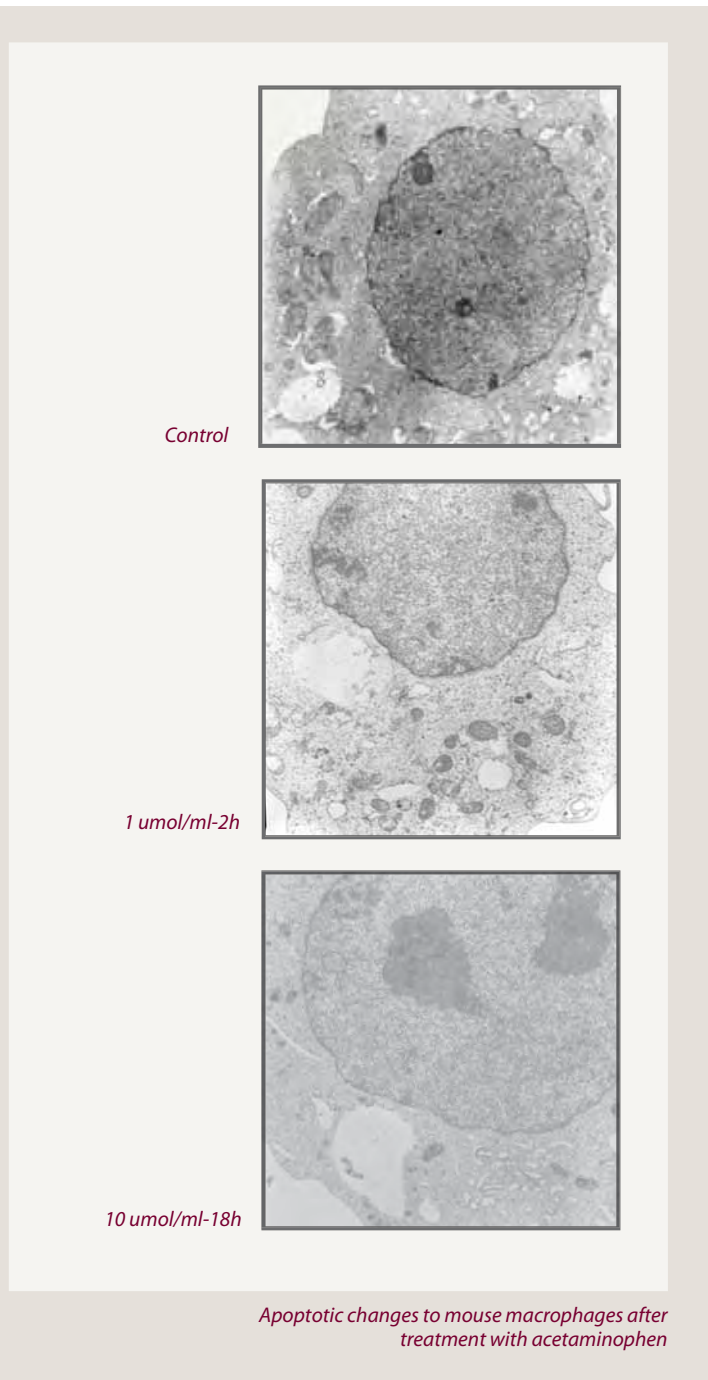 Control
1 umol/ml-2h
10 umol/ml-18h
Apoptotic changes to mouse macrophages after
treatment with acetaminophen